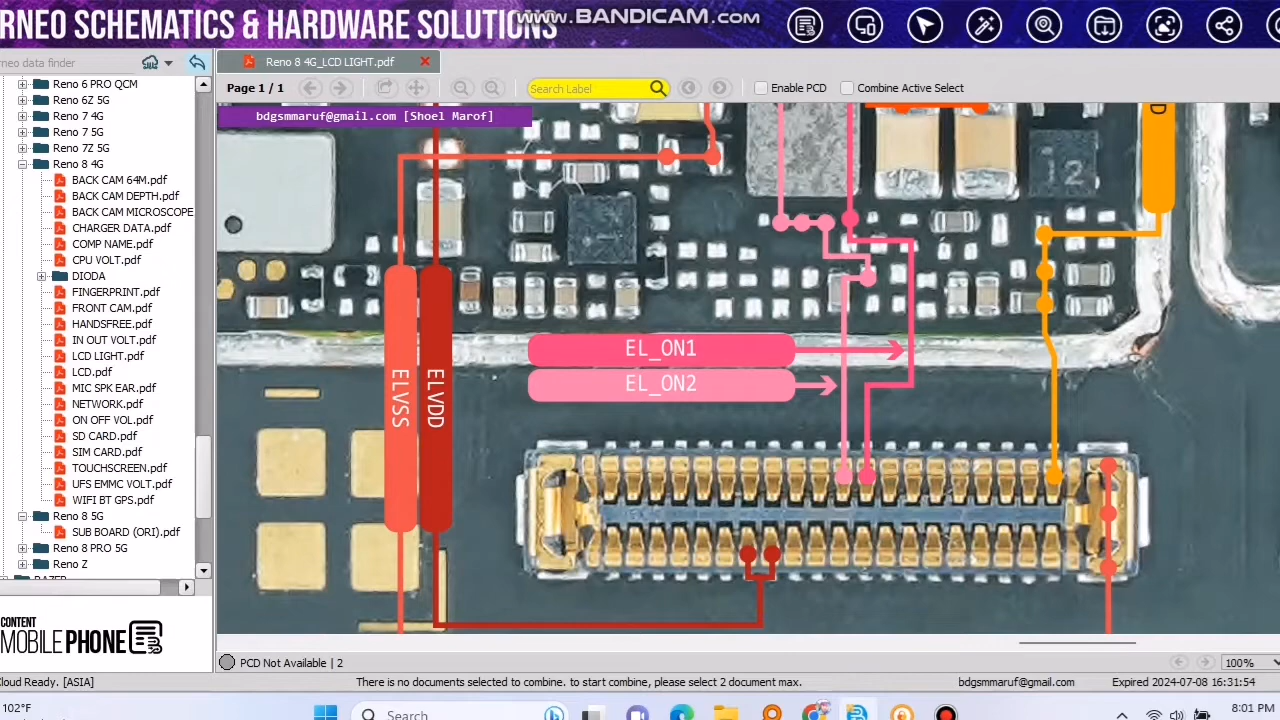 RNEO SCHEMATICS & HARDWARE SOLUTIONS
www.BANDICAM.com
rneo data finder
Reno 8 4G_LCD LIGHT.pdf
Page 1 / 1
Search Label
Enable PCD
Combine Active Select
bdgsmmaruf@gmail.com [Shoel Marof]
Reno 6 PRO QCM
Reno 6Z 5G
Reno 7 4G
Reno 7 5G
Reno 7Z 5G
Reno 8 4G
BACK CAM 64M.pdf
BACK CAM DEPTH.pdf
BACK CAM MICROSCOPE
CHARGER DATA.pdf
COMP NAME.pdf
CPU VOLT.pdf
DIODA
FINGERPRINT.pdf
FRONT CAM.pdf
HANDSFREE.pdf
IN OUT VOLT.pdf
LCD LIGHT.pdf
LCD.pdf
MIC SPK EAR.pdf
NETWORK.pdf
ON OFF VOL.pdf
SD CARD.pdf
SIM CARD.pdf
TOUCHSCREEN.pdf
UFS EMMC VOLT.pdf
WIFI BT GPS.pdf
Reno 8 5G
SUB BOARD (ORI).pdf
Reno 8 PRO 5G
Reno Z
RAZER
12
D
EL_ON1
EL_ON2
ELVSS
ELVDD
CONTENT
MOBILEPHONE
PCD Not Available | 2
100%
Cloud Ready. [ASIA]
There is no documents selected to combine. to start combine, please select 2 document max.
bdgsmmaruf@gmail.com
Expired 2024-07-08 16:31:54
102°F
Search
8:01 PM